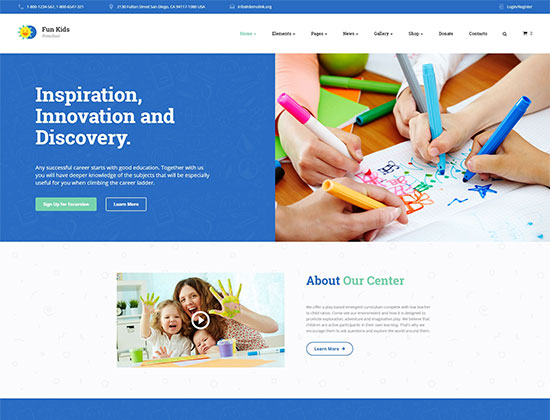 1 800-1234-567, 1 800-6547-321
2130 Fulton Street San Diego, CA 94117-1080 USA
info@demolink.org
Login/Register
Fun Kids
Preschool
Home
Elements
Pages
News
Gallery
Shop
Donate
Contacts
0
Inspiration,
Innovation and
Discovery.
Any successful career starts with good education. Together with us
you will have deeper knowledge of the subjects that will be especially
useful for you when climbing the career ladder.
Sign Up For Excursion
Learn More
About Our Center
We offer a play-based emergent curriculum complete with low teacher
to child ratios. Come see our environment and how it is designed to
promote exploration, adventure and imaginative play. We believe that
children are active participants in their own learning. That's why we
encourage them to ask questions and explore the world around them.
Learn More